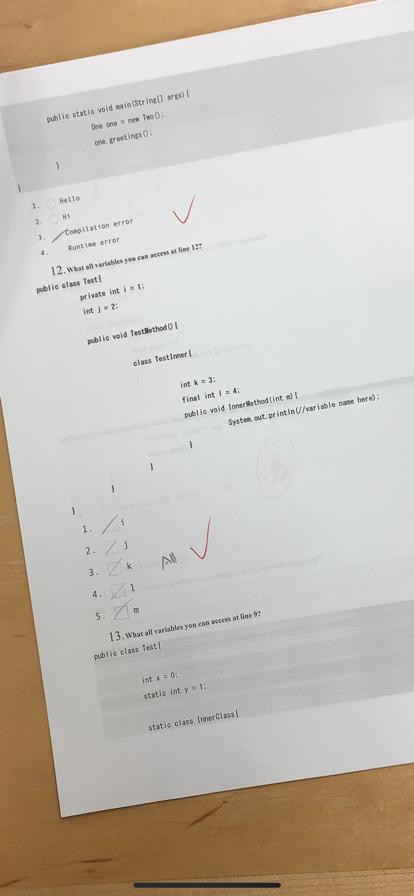 public static void main(String[] args){
One one = new Two();
one.greetings();
}
}
1. Hello
2. Hi
3. Compilation error
4. Runtime error
12. What all variables you can access at line 12?
public class Test{
private int i = 1;
int j = 2;
public void TestMethod(){
class TestInner{
int k = 3;
final int l = 4;
public void InnerMethod(int m){
System.out.println(//variable name here);
}
}
}
}
1. i
2. j
3. k All
4. l
5. m
13. What all variables you can access at line 9?
public class Test{
int x = 0;
static int y = 1;
static class InnerClass{